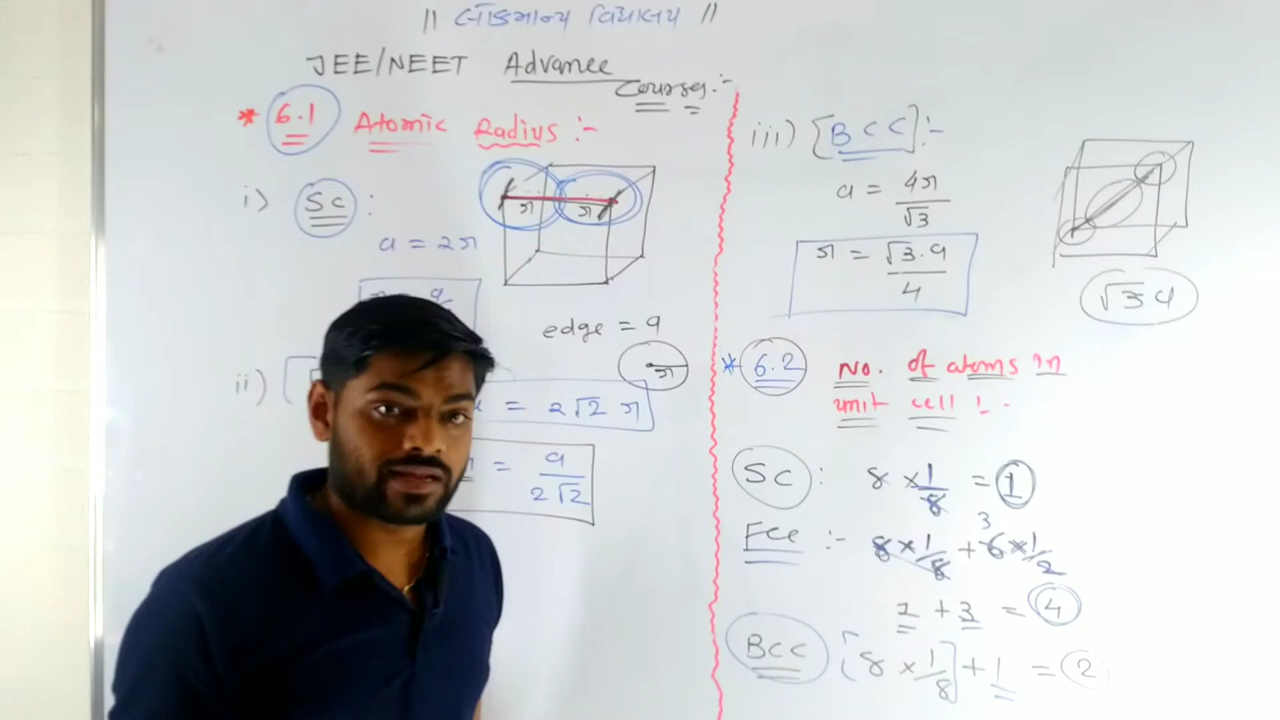 || લોકમાન્ય વિદ્યાલય ||
JEE/NEET Advance
Courses:-
* 6.1 Atomic Radius :-
i) SC :
r r
a = 2r
edge = a
r
ii) [
= 2√2 r
= a/2√2
iii) [BCC] :-
a = 4r/√3
r = √3.a/4
√3 a
* 6.2 No. of atoms in
unit cell :-
SC : 8 × 1/8 = 1
3
Fcc :- 8 × 1/8 + 6 × 1/2
1 + 3 = 4
BCC [8 × 1/8] + 1 = 2